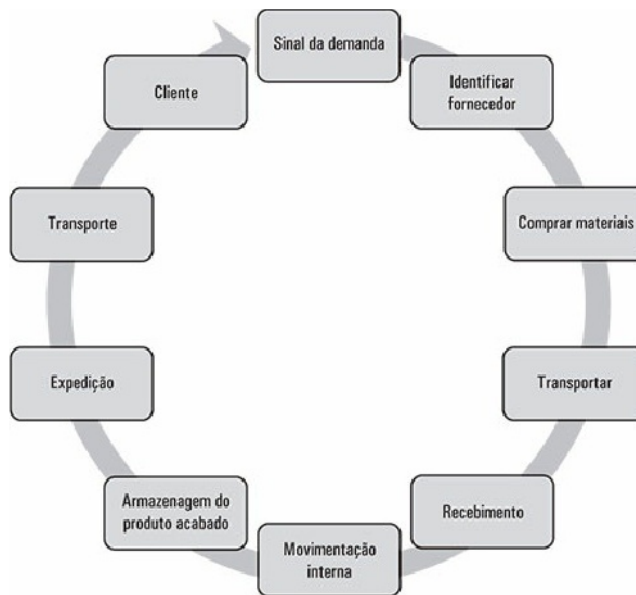 Sinal da demanda
Identificar
fornecedor
Comprar materiais
Transportar
Recebimento
Movimentação
interna
Armazenagem do
produto acabado
Expedição
Transporte
Cliente